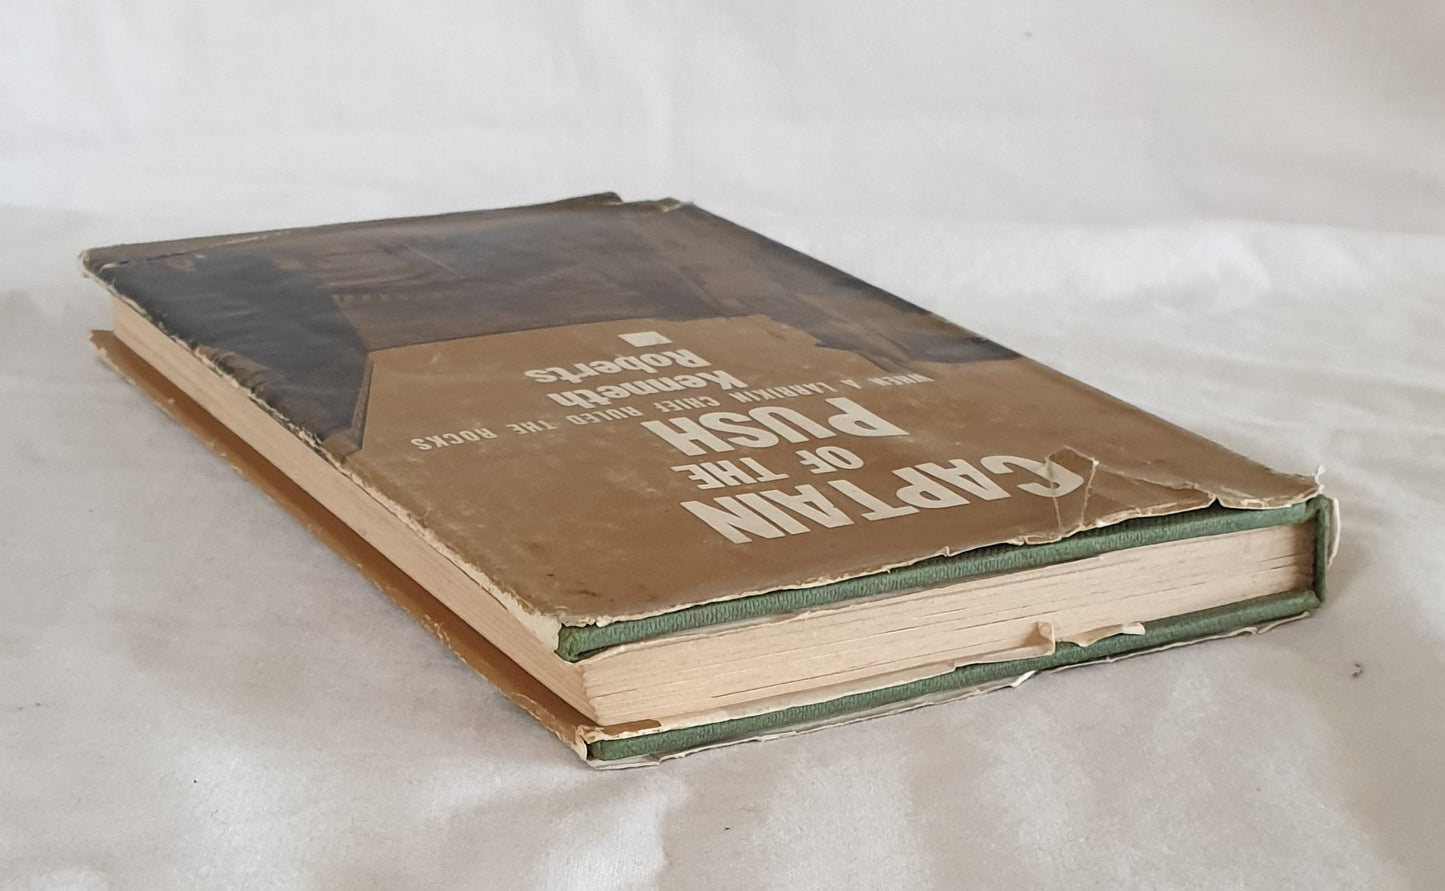 CAPTAIN
OF THE
PUSH
WHEN A LARRIKIN CHIEF RULED THE ROCKS
Kenneth
Roberts